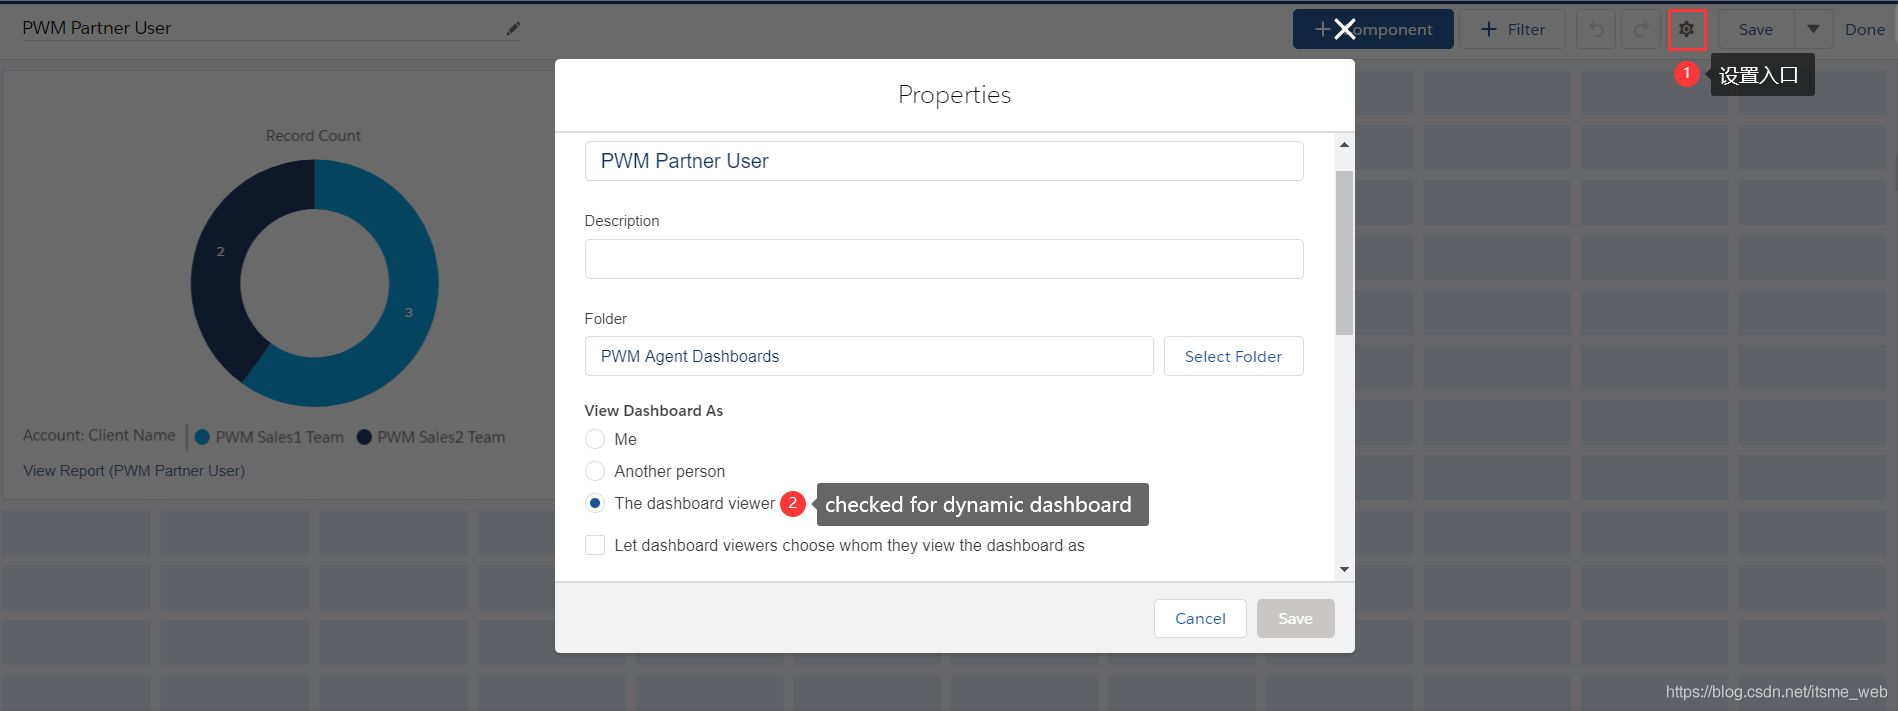 PWM Partner User
Component
Filter
Save
Done
1
设置入口
Properties
PWM Partner User
Description
Folder
PWM Agent Dashboards
Select Folder
View Dashboard As
Me
Another person
The dashboard viewer
2
checked for dynamic dashboard
Let dashboard viewers choose whom they view the dashboard as
Cancel
Save
Record Count
2
3
Account: Client Name
PWM Sales1 Team
PWM Sales2 Team
View Report (PWM Partner User)
https://blog.csdn.net/itsme_web